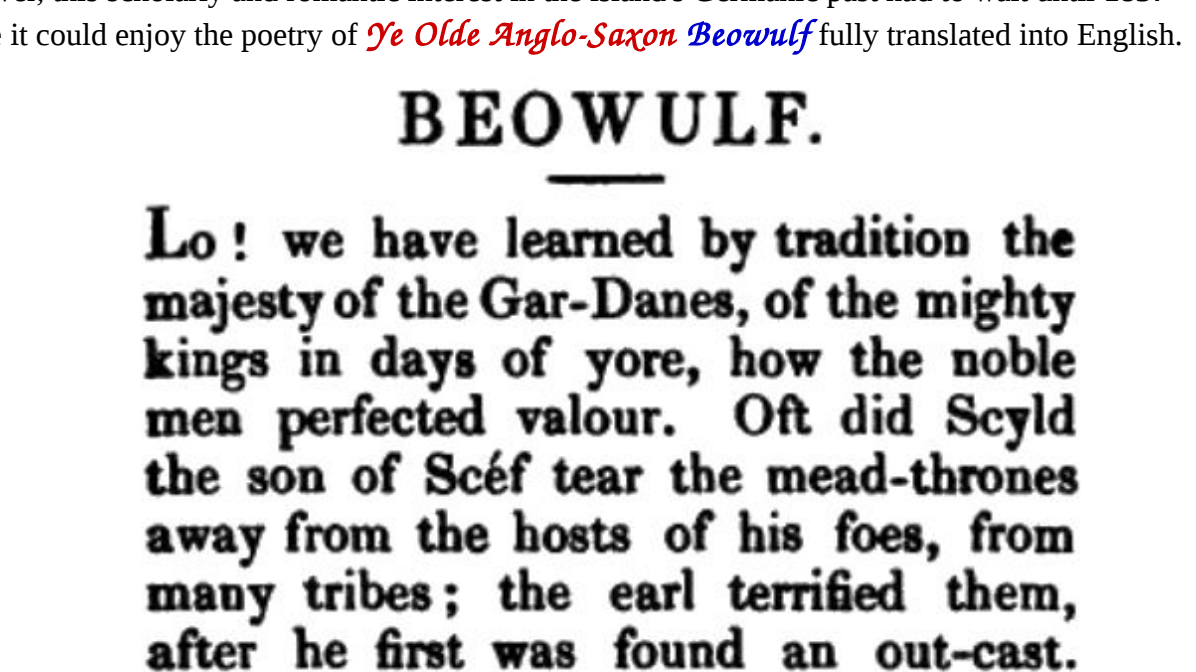 it could enjoy the poetry of Ye Olde Anglo-Saxon Beowulf fully translated into English.
BEOWULF.
Lo! we have learned by tradition the
majesty of the Gar-Danes, of the mighty
kings in days of yore, how the noble
men perfected valour. Oft did Scyld
the son of Scéf tear the mead-thrones
away from the hosts of his foes, from
many tribes; the earl terrified them,
after he first was found an out-cast.